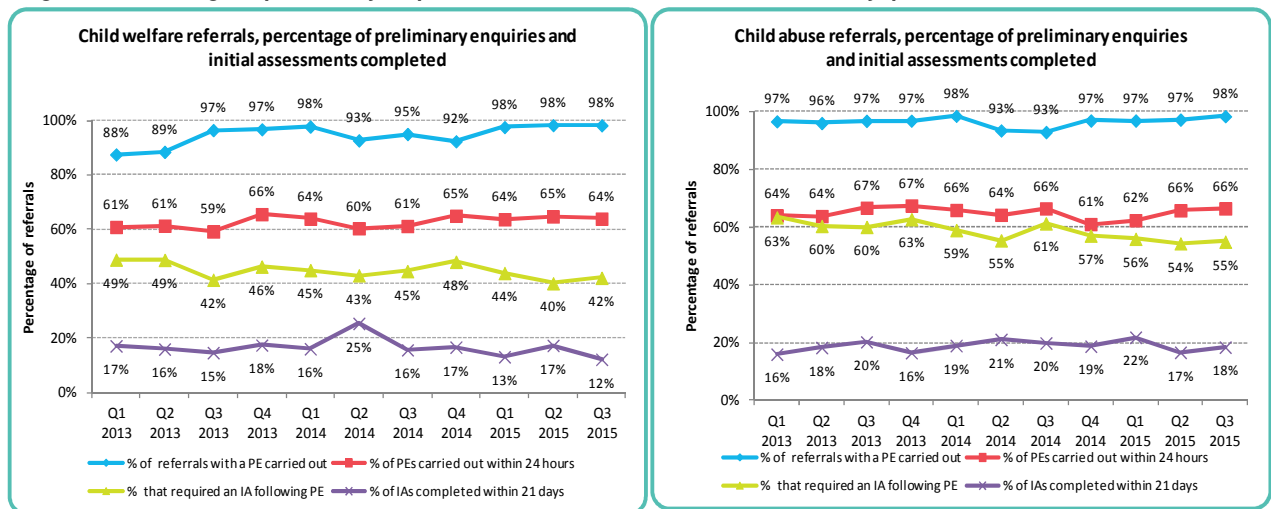 Child welfare referrals, percentage of preliminary enquiries and
initial assessments completed
Percentage of referrals
100%
80%
60%
40%
20%
0%
88% 89% 97% 97% 98% 93% 95% 92% 98% 98% 98%
61% 61% 59% 66% 64% 60% 61% 65% 64% 65% 64%
49% 49% 42% 46% 45% 43% 45% 48% 44% 40% 42%
17% 16% 15% 18% 16% 25% 16% 17% 13% 17% 12%
Q1 Q2 Q3 Q4 Q1 Q2 Q3 Q4 Q1 Q2 Q3
2013 2013 2013 2013 2014 2014 2014 2014 2015 2015 2015
% of referrals with a PE carried out % of PEs carried out within 24 hours
% that required an IA following PE % of IAs completed within 21 days
Child abuse referrals, percentage of preliminary enquiries
and initial assessments completed
Percentage of referrals
100%
80%
60%
40%
20%
0%
97% 96% 97% 97% 98% 93% 93% 97% 97% 97% 98%
64% 64% 67% 67% 66% 64% 66% 61% 62% 66% 66%
63% 60% 60% 63% 59% 55% 61% 57% 56% 54% 55%
16% 18% 20% 16% 19% 21% 20% 19% 22% 17% 18%
Q1 Q2 Q3 Q4 Q1 Q2 Q3 Q4 Q1 Q2 Q3
2013 2013 2013 2013 2014 2014 2014 2014 2015 2015 2015
% of referrals with a PE carried out % of PEs carried out within 24 hours
% that required an IA following PE % of IAs completed within 21 days